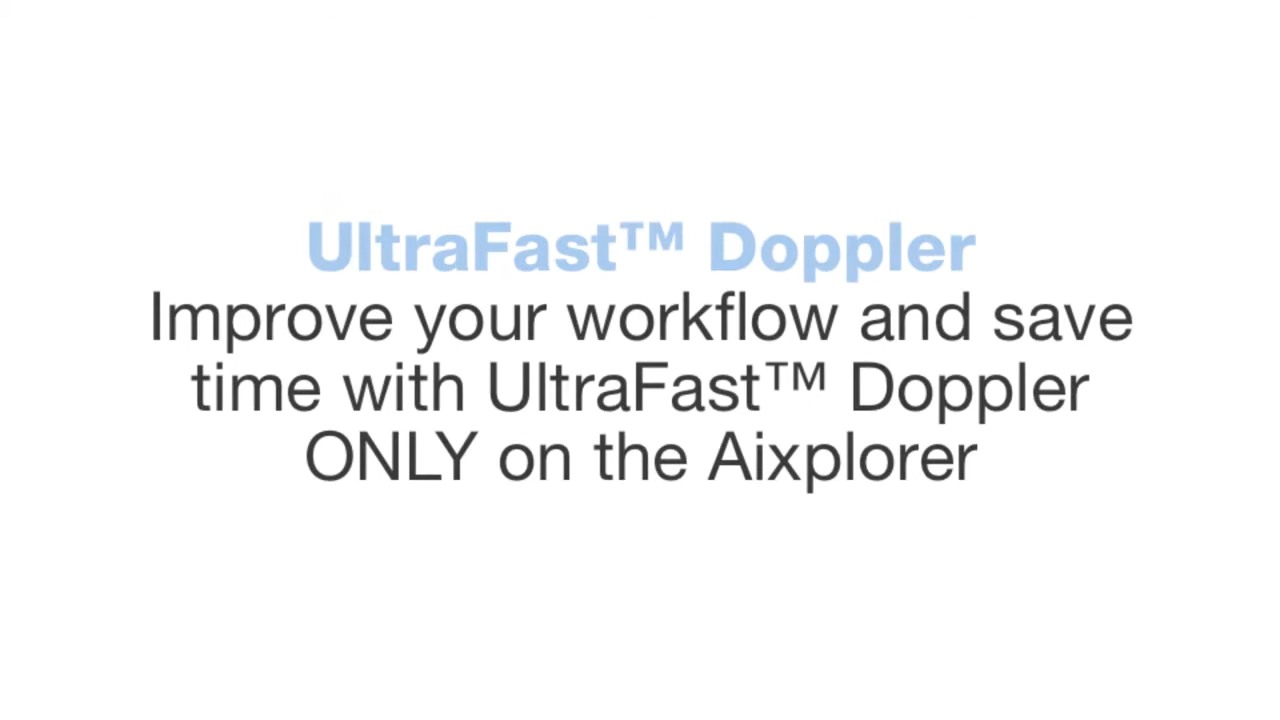 UltraFast™ Doppler
Improve your workflow and save
time with UltraFast™ Doppler
ONLY on the Aixplorer